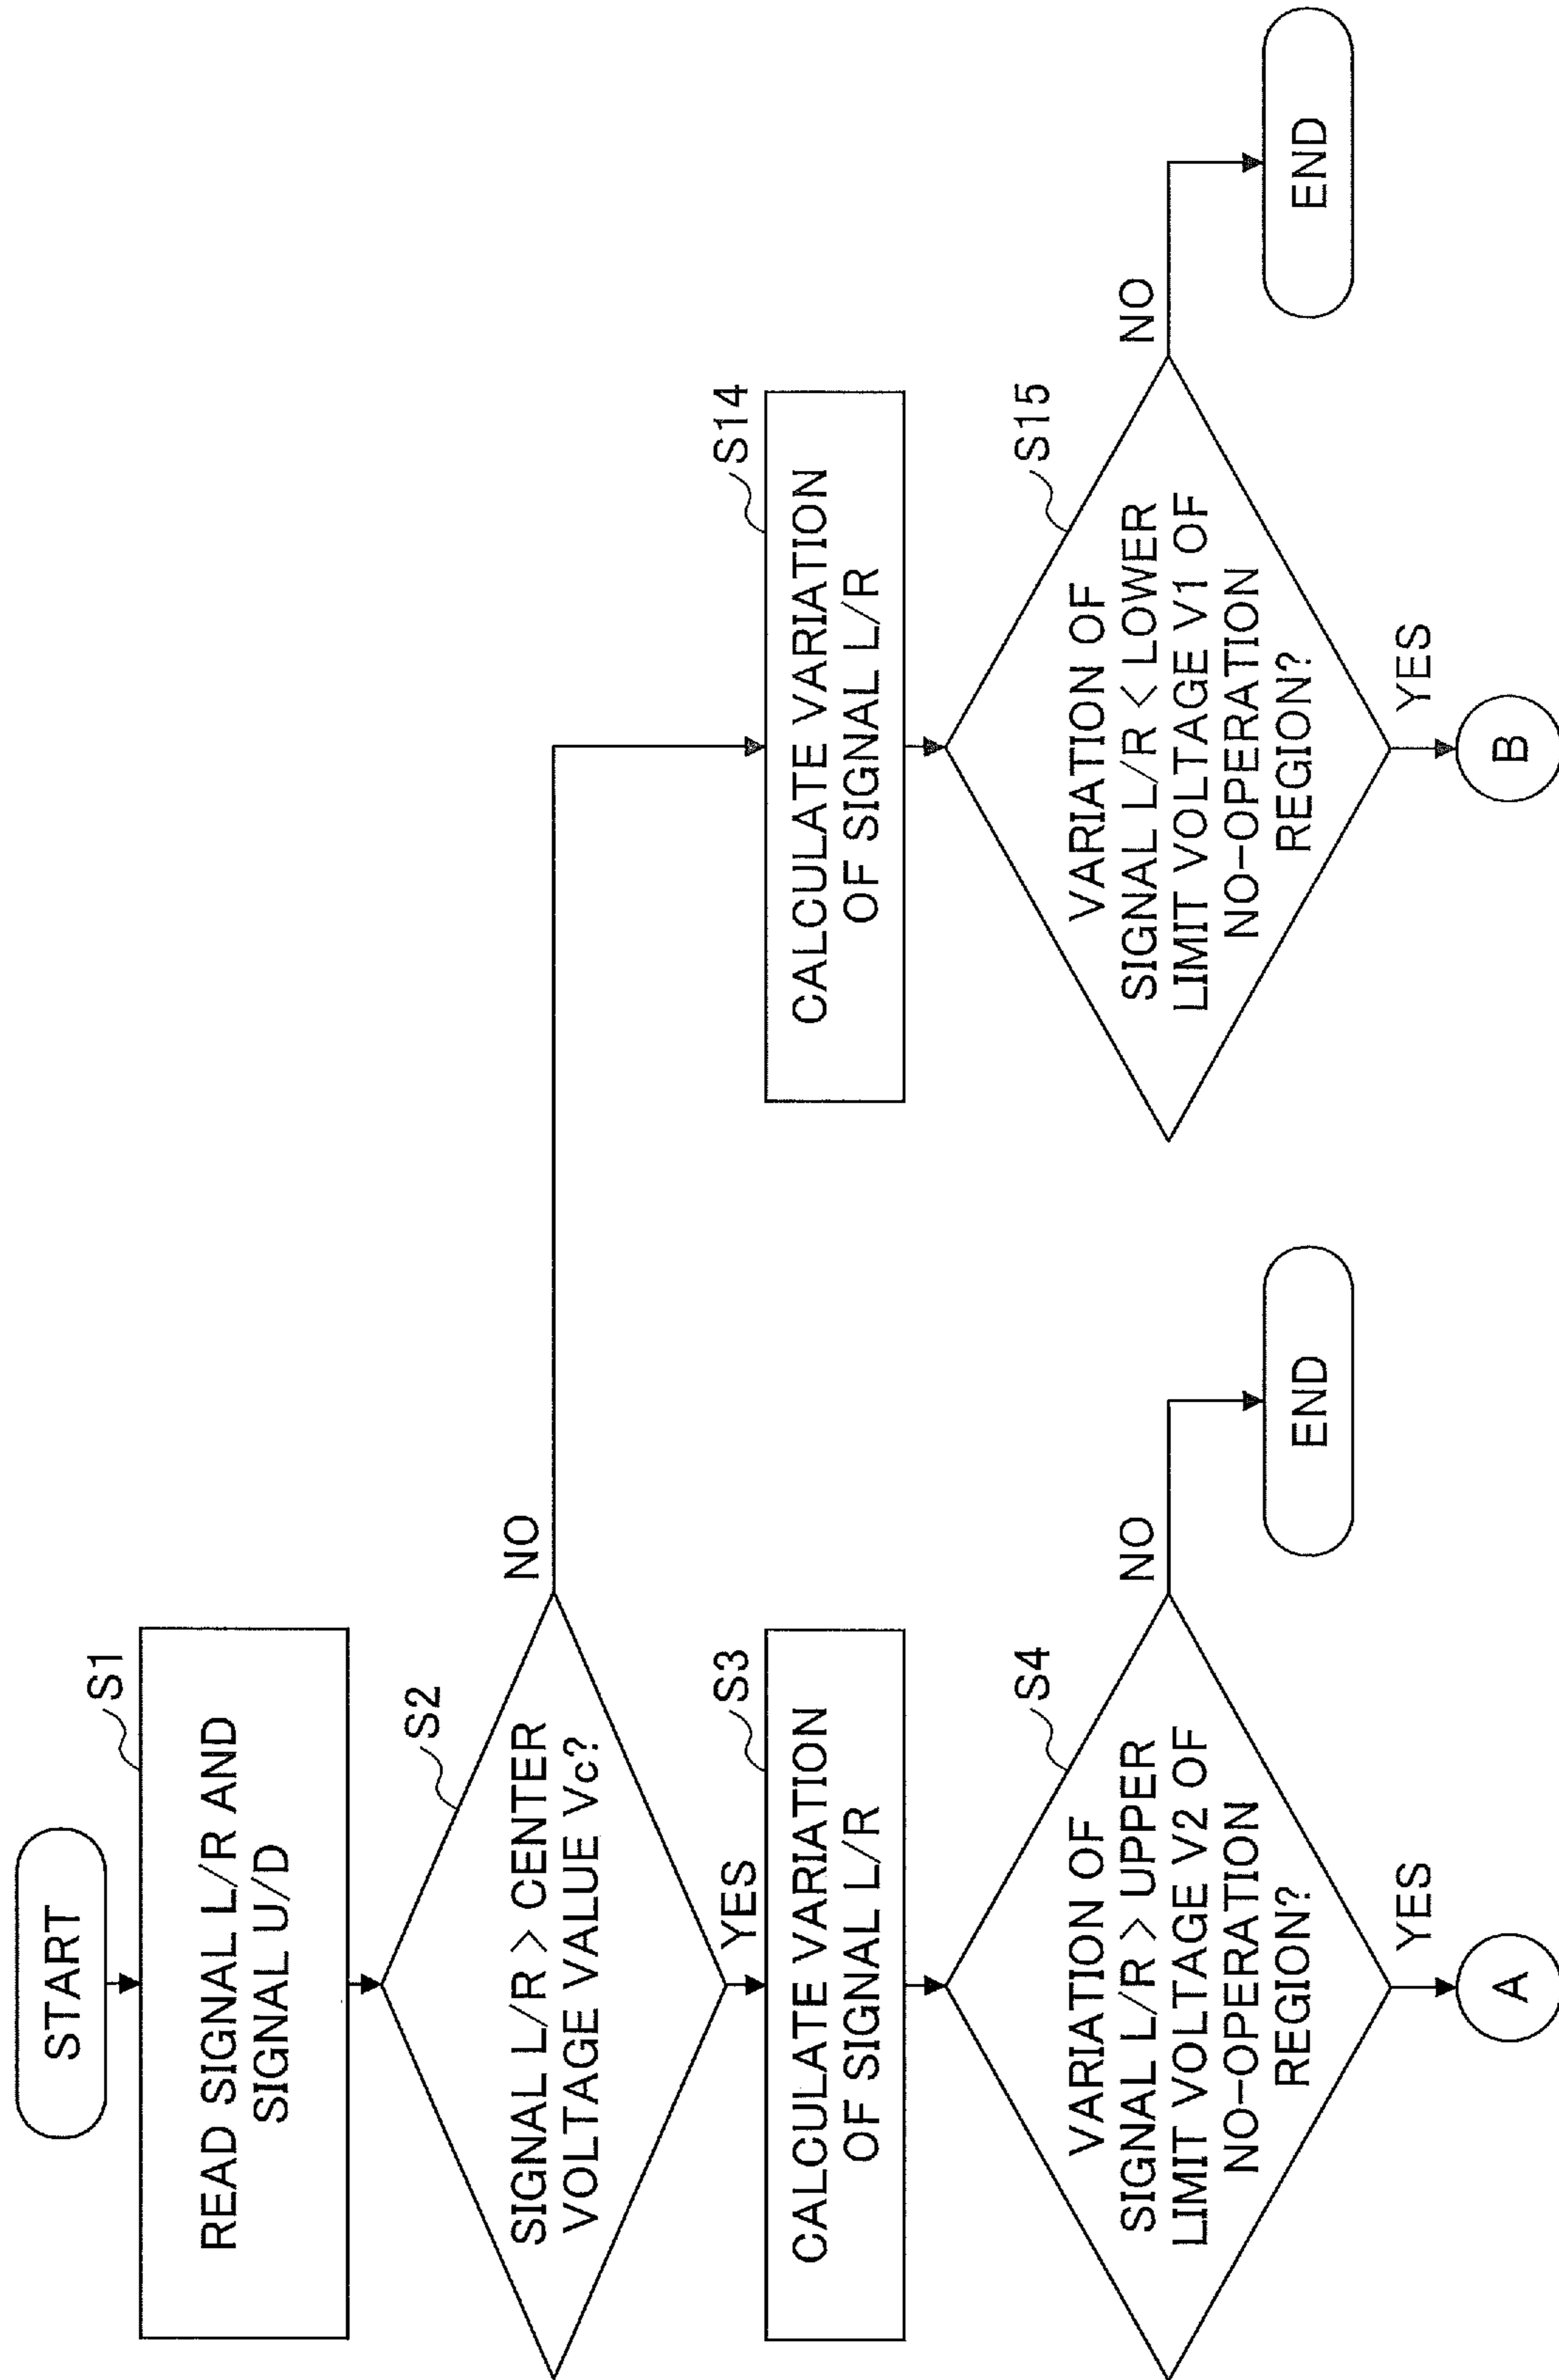 START
S1
READ SIGNAL L/R AND
SIGNAL U/D
S2
SIGNAL L/R > CENTER
VOLTAGE VALUE Vc?
NO
YES
S3
CALCULATE VARIATION
OF SIGNAL L/R
S4
VARIATION OF
SIGNAL L/R > UPPER
LIMIT VOLTAGE V2 OF
NO-OPERATION
REGION?
NO
END
YES
A
S14
CALCULATE VARIATION
OF SIGNAL L/R
S15
VARIATION OF
SIGNAL L/R < LOWER
LIMIT VOLTAGE V1 OF
NO-OPERATION
REGION?
NO
END
YES
B